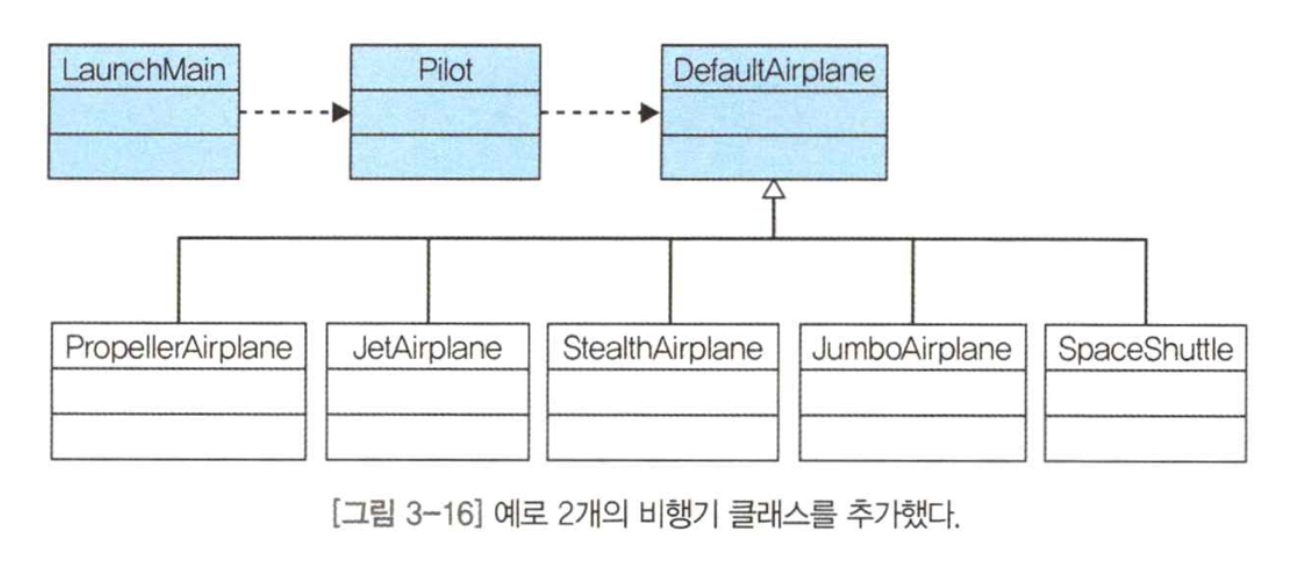 LaunchMain Pilot DefaultAirplane
PropellerAirplane JetAirplane StealthAirplane JumboAirplane SpaceShuttle
[그림 3-16] 예로 2개의 비행기 클래스를 추가했다.